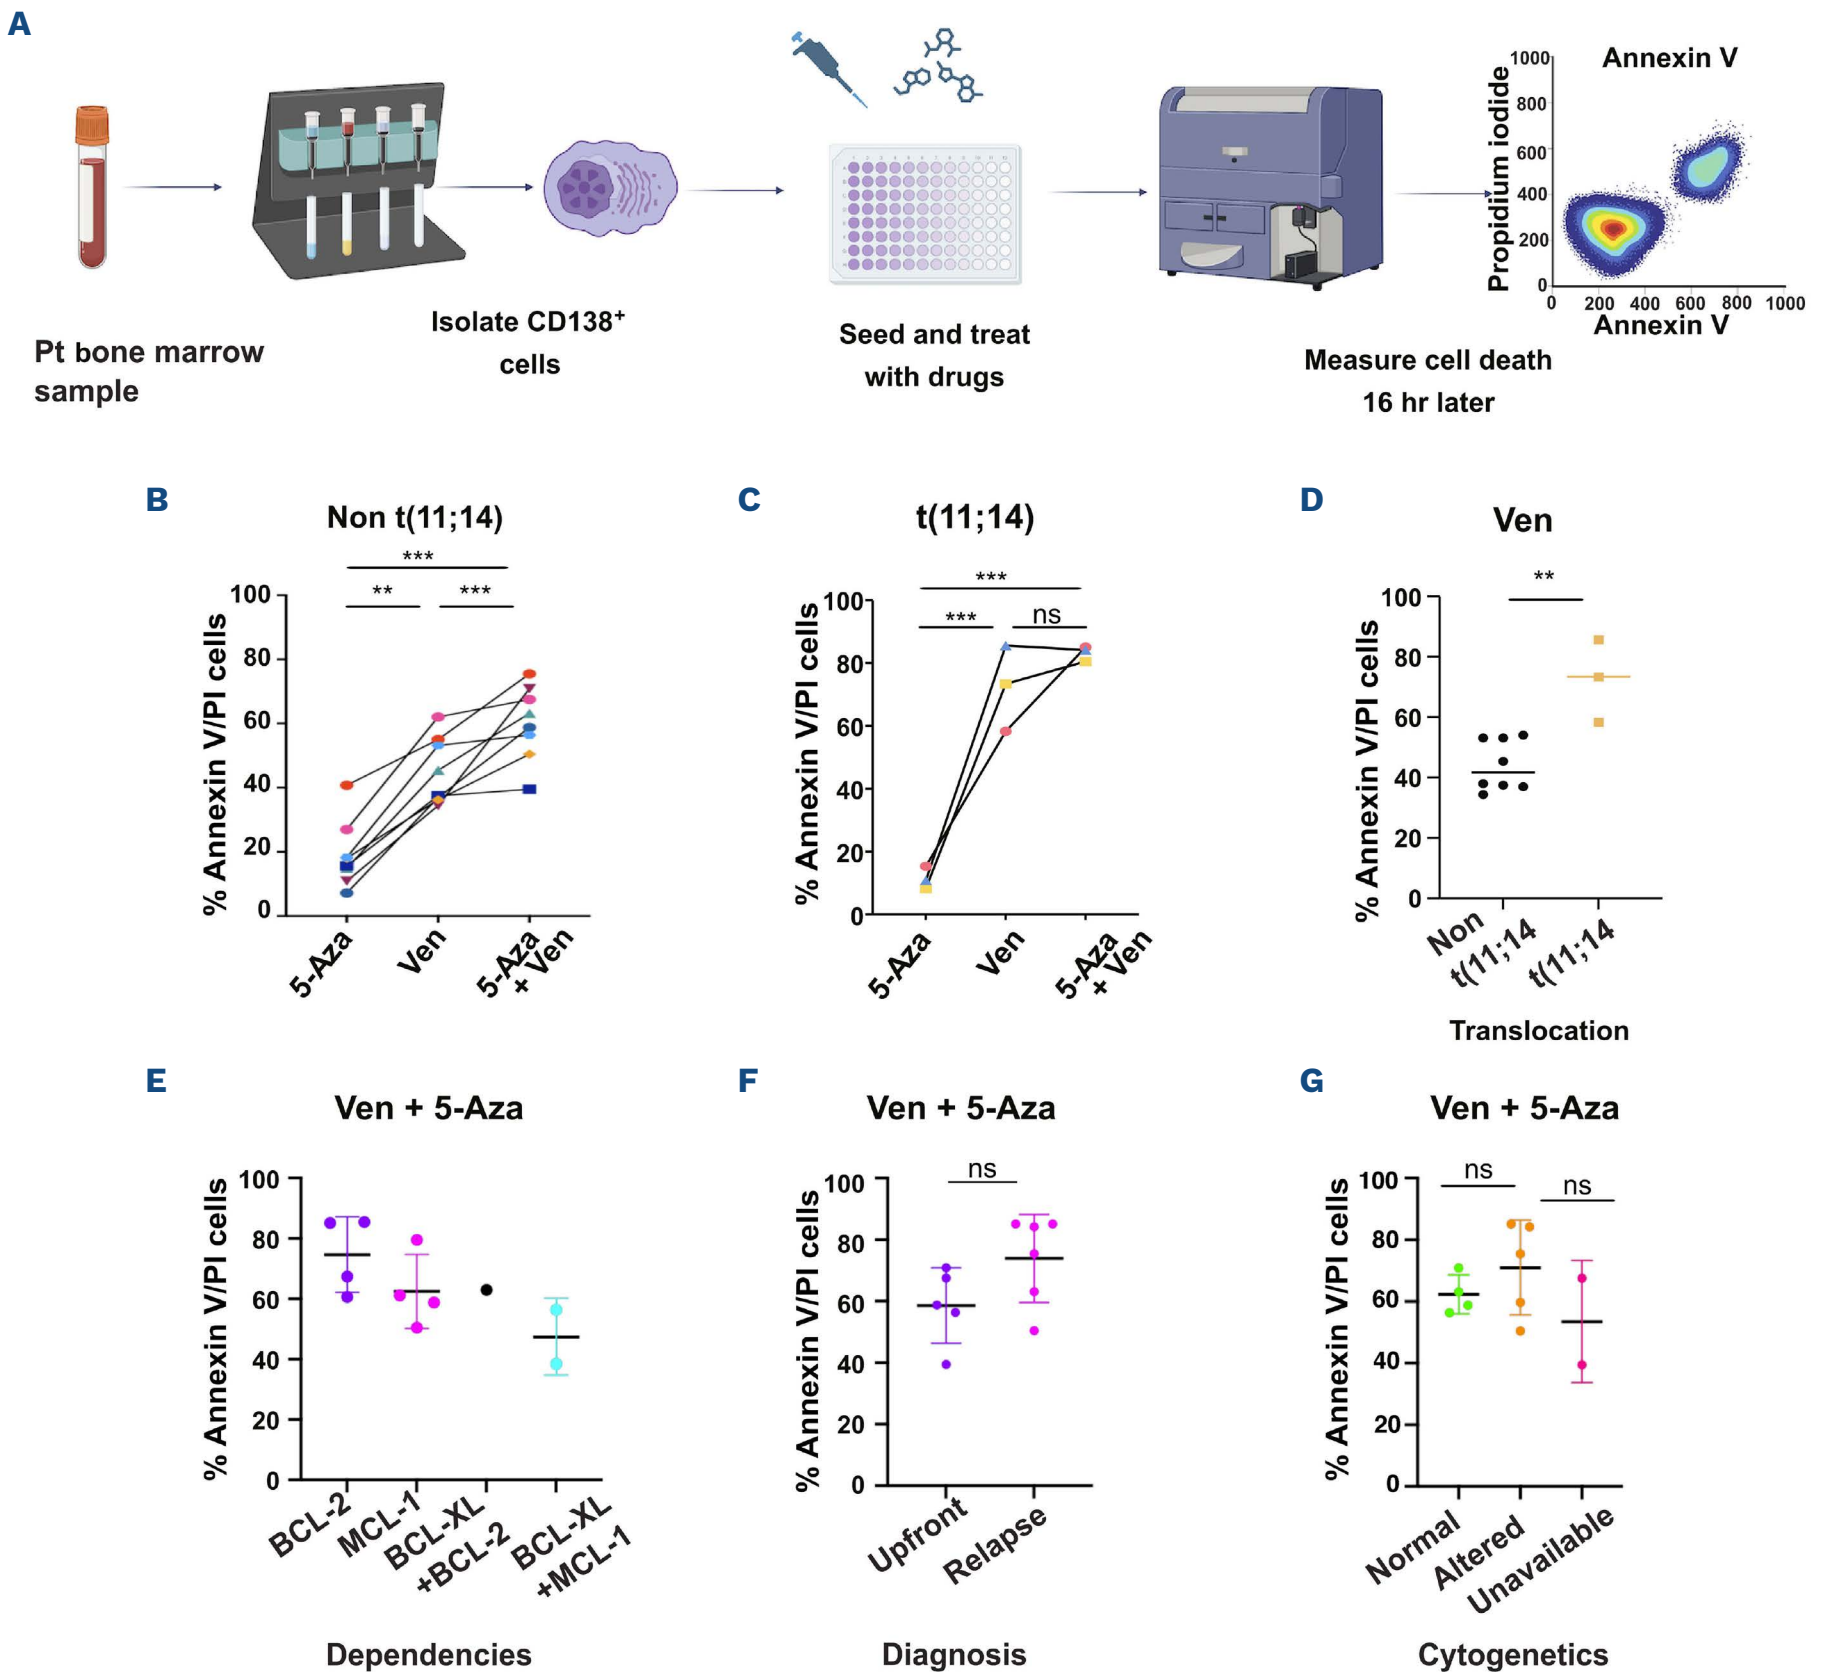 A
Annexin V
Propidium iodide
1000
800
600
400
200
0
0 200 400 600 800 1000
Annexin V
Pt bone marrow
sample
Isolate CD138+
cells
Seed and treat
with drugs
Measure cell death
16 hr later
B
Non t(11;14)
***
** ***
% Annexin V/PI cells
100
80
60
40
20
0
5-Aza
Ven
5-Aza
+ Ven
C
t(11;14)
***
*** ns
% Annexin V/PI cells
100
80
60
40
20
0
5-Aza
Ven
5-Aza
+ Ven
D
Ven
**
% Annexin V/PI cells
100
80
60
40
20
0
Non
t(11;14
t(11;14
Translocation
E
Ven + 5-Aza
% Annexin V/PI cells
100
80
60
40
20
0
BCL-2
MCL-1
BCL-XL
+BCL-2
BCL-XL
+MCL-1
Dependencies
F
Ven + 5-Aza
ns
% Annexin V/PI cells
100
80
60
40
20
0
Upfront
Relapse
Diagnosis
G
Ven + 5-Aza
ns
ns
% Annexin V/PI cells
100
80
60
40
20
0
Normal
Altered
Unavailable
Cytogenetics